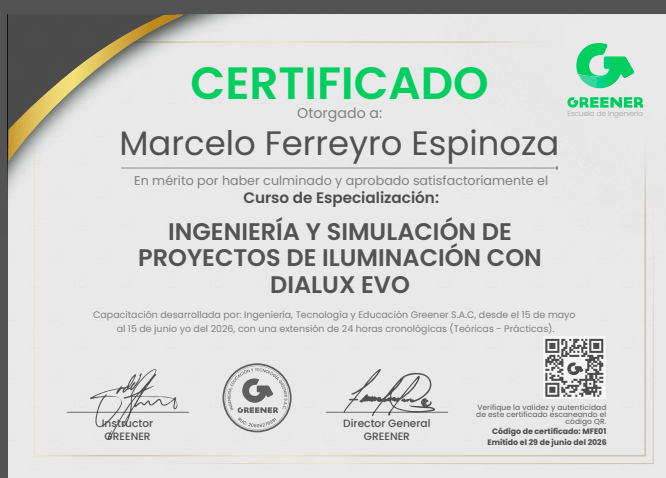 CERTIFICADO
Otorgado a:
GREENER
Escuela de Ingeniería
Marcelo Ferreyro Espinoza
En mérito por haber culminado y aprobado satisfactoriamente el
Curso de Especialización:
INGENIERÍA Y SIMULACIÓN DE
PROYECTOS DE ILUMINACIÓN CON
DIALUX EVO
Capacitación desarrollada por: Ingeniería, Tecnología y Educación Greener S.A.C, desde el 15 de mayo
al 15 de junio yo del 2026, con una extensión de 24 horas cronológicas (Teóricas - Prácticas).
Instructor
GREENER
GREENER
Director General
GREENER
Verifique la validez y autenticidad
de este certificado escaneando el
código QR.
Código de certificado: MFE01
Emitido el 29 de junio del 2026